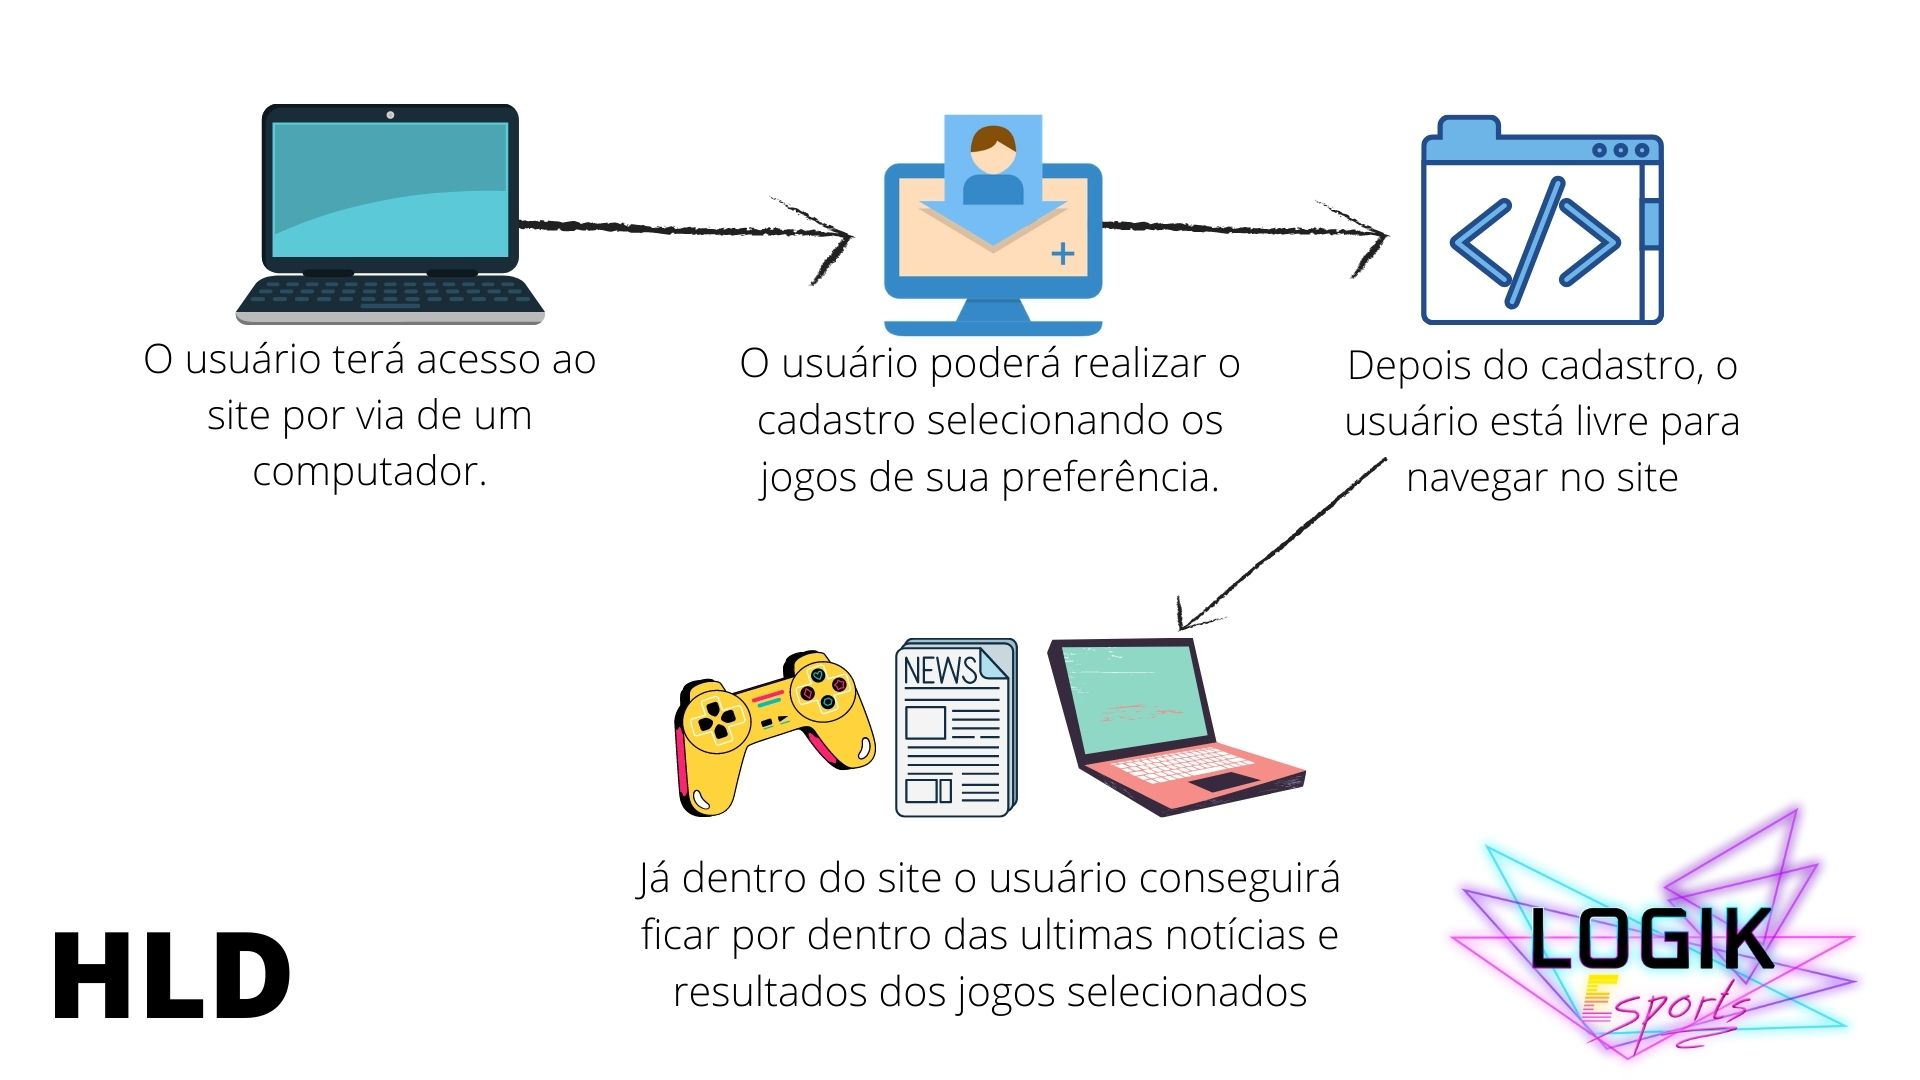 O usuário terá acesso ao
site por via de um
computador.
O usuário poderá realizar o
cadastro selecionando os
jogos de sua preferência.
Depois do cadastro, o
usuário está livre para
navegar no site
NEWS
Já dentro do site o usuário conseguirá
ficar por dentro das ultimas notícias e
resultados dos jogos selecionados
HLD
LOGIK
Esports